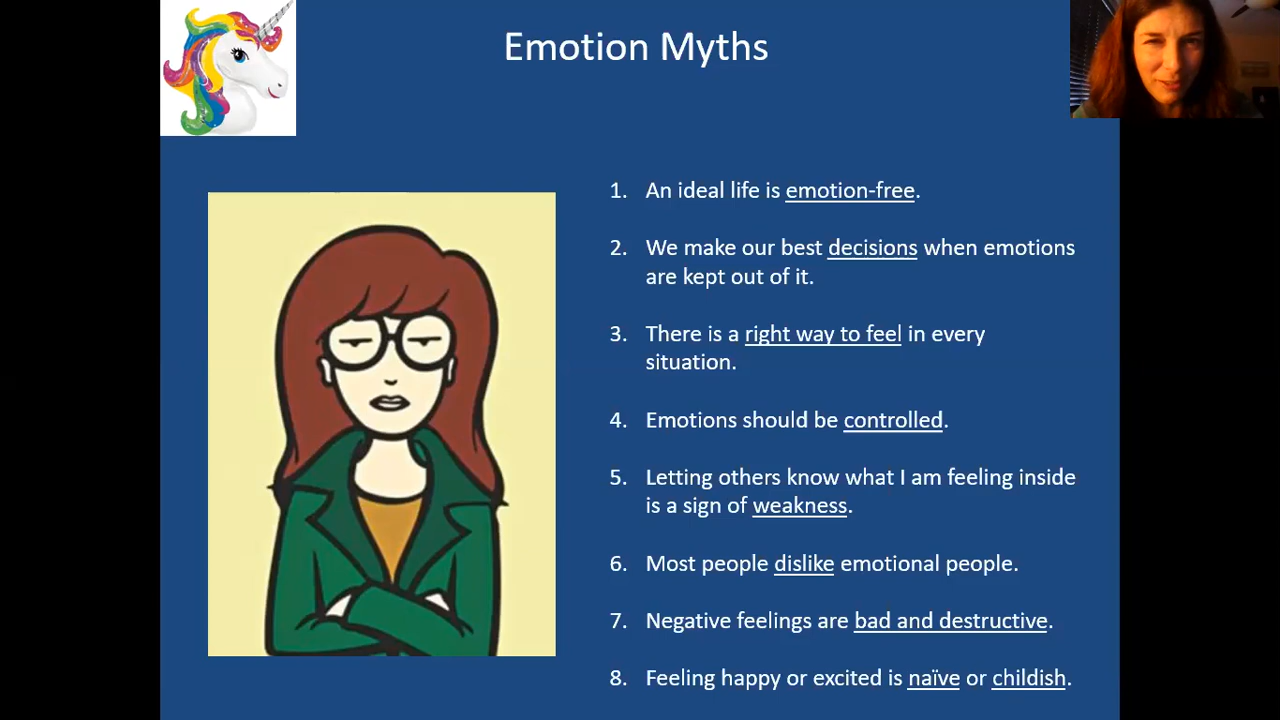 Emotion Myths
1. An ideal life is emotion-free.
2. We make our best decisions when emotions
are kept out of it.
3. There is a right way to feel in every
situation.
4. Emotions should be controlled.
5. Letting others know what I am feeling inside
is a sign of weakness.
6. Most people dislike emotional people.
7. Negative feelings are bad and destructive.
8. Feeling happy or excited is naïve or childish.